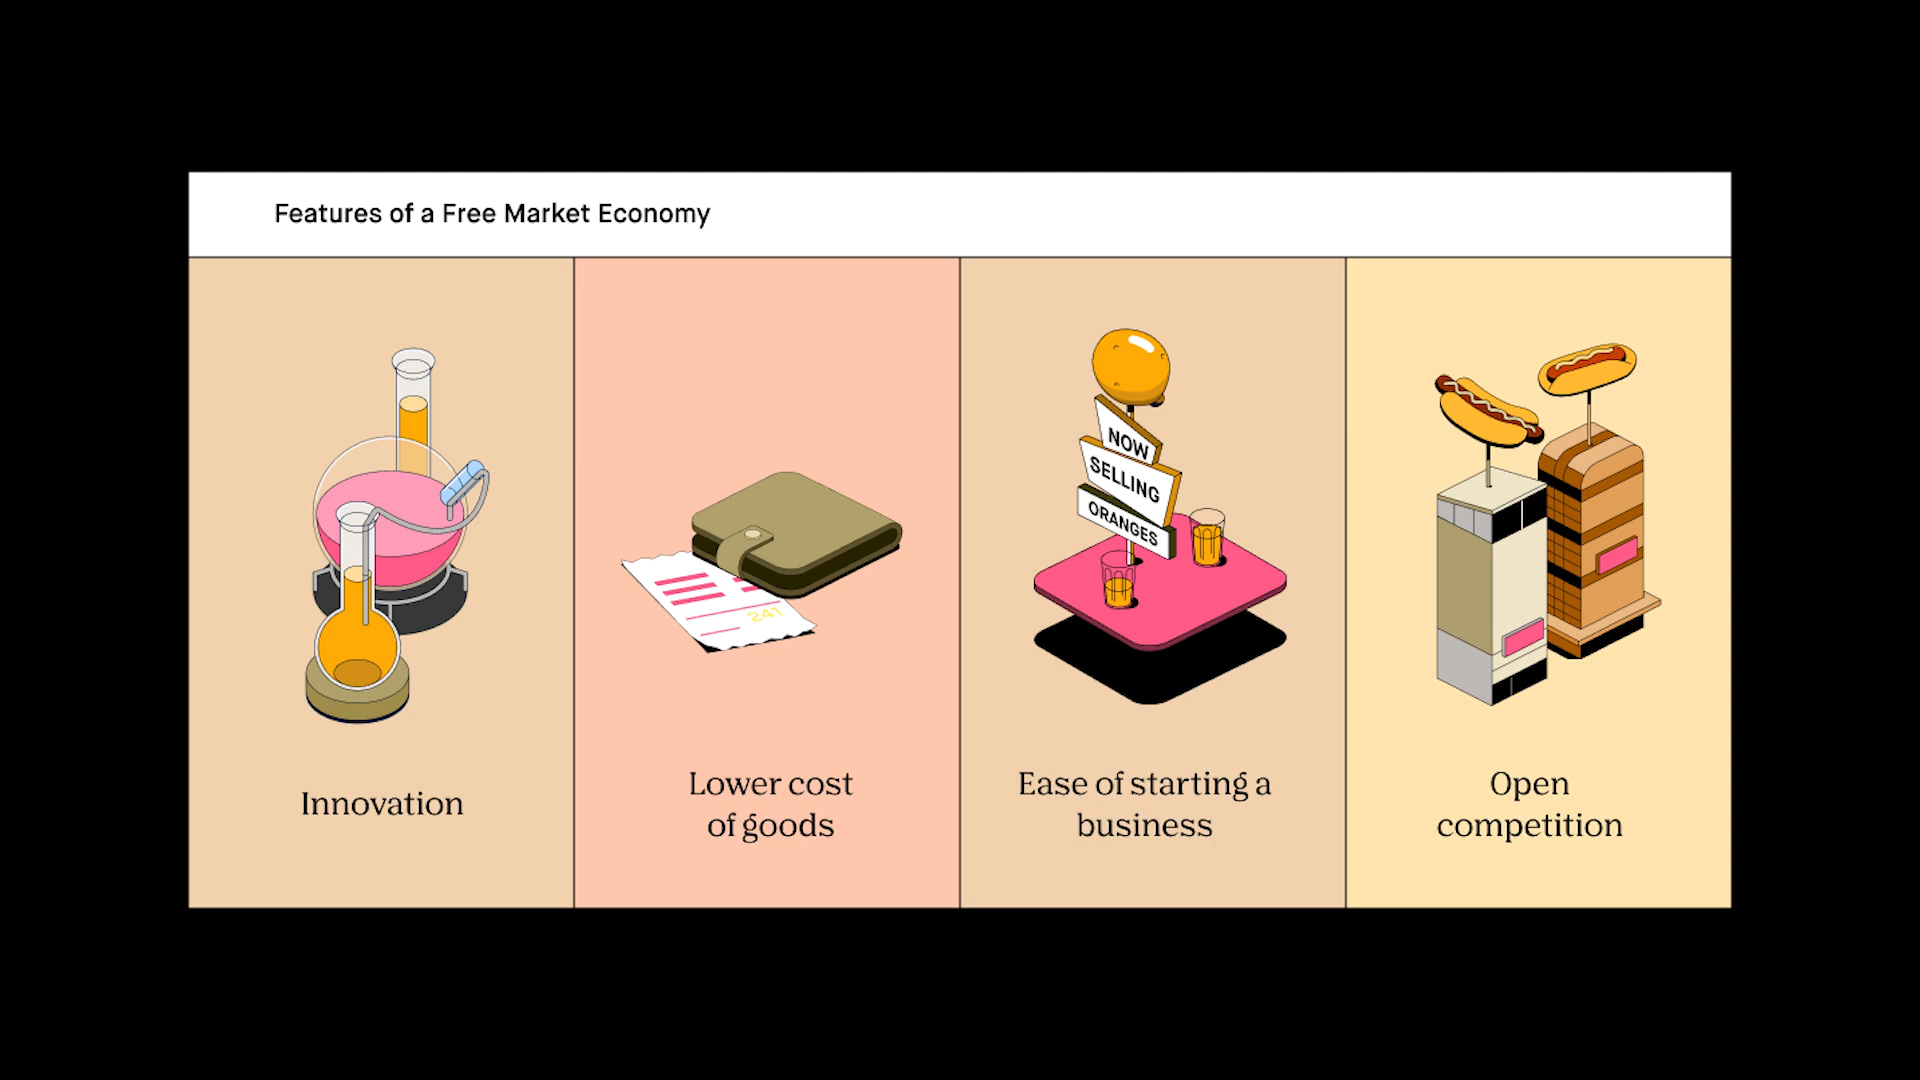 Features of a Free Market Economy
NOW
SELLING
ORANGES
241
Innovation
Lower cost
of goods
Ease of starting a
business
Open
competition